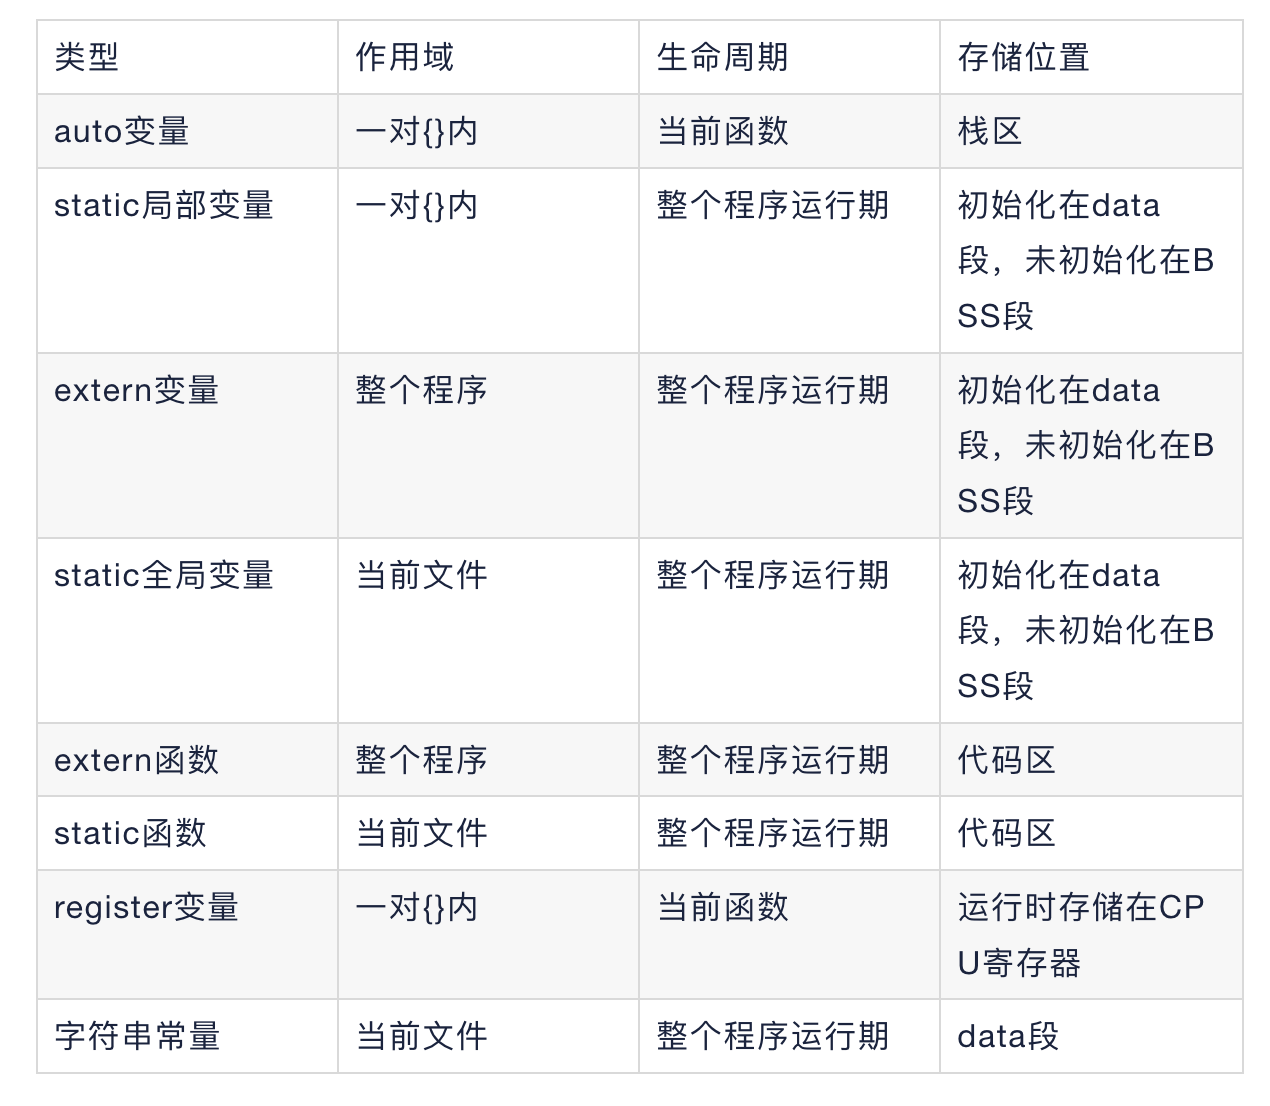 类型 作用域 生命周期 存储位置
auto变量 一对{}内 当前函数 栈区
static局部变量 一对{}内 整个程序运行期 初始化在data
段，未初始化在B
SS段
extern变量 整个程序 整个程序运行期 初始化在data
段，未初始化在B
SS段
static全局变量 当前文件 整个程序运行期 初始化在data
段，未初始化在B
SS段
extern函数 整个程序 整个程序运行期 代码区
static函数 当前文件 整个程序运行期 代码区
register变量 一对{}内 当前函数 运行时存储在CP
U寄存器
字符串常量 当前文件 整个程序运行期 data段